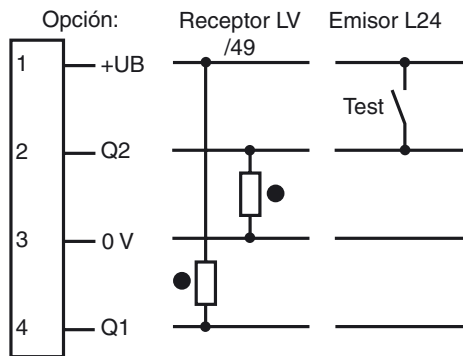 Opción: Receptor LV Emisor L24
/49
1 +UB
Test
2 Q2
3 0 V
4 Q1